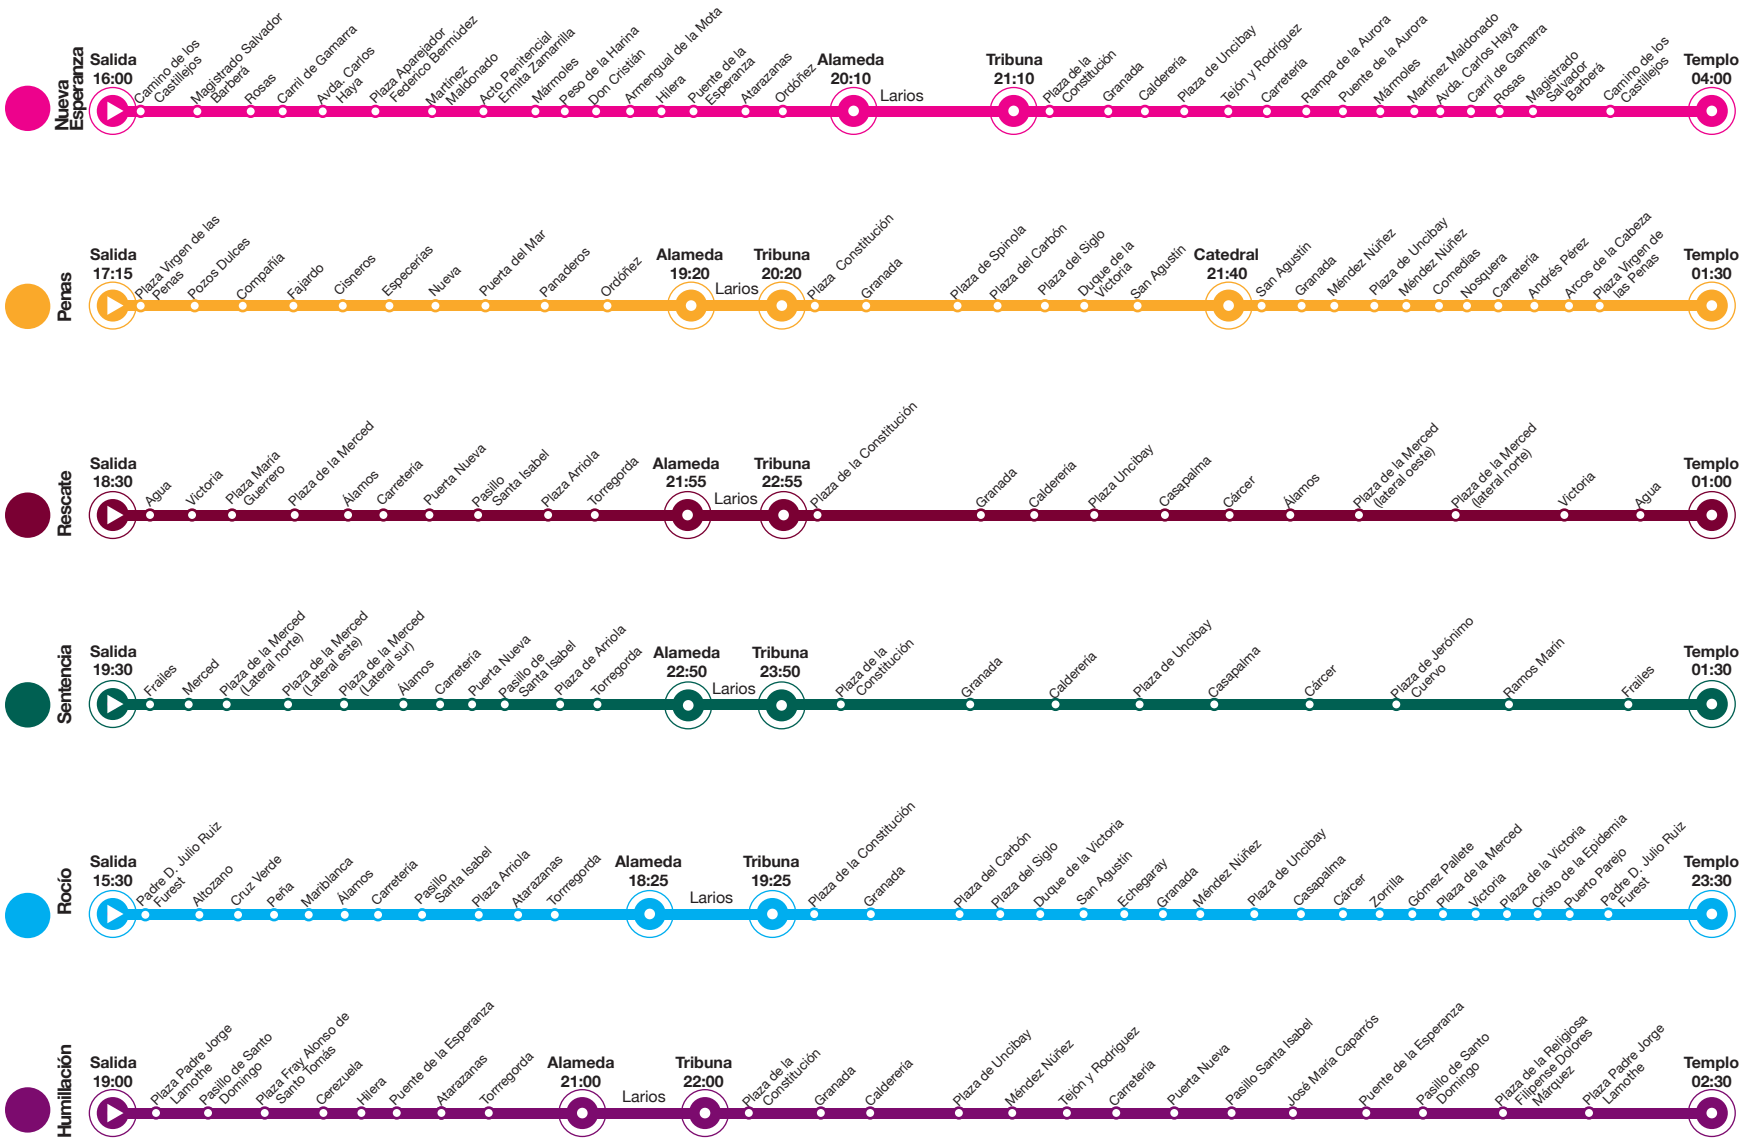 Nueva
Esperanza
Salida
16:00
Camino de los
Castillejos
Magistrado Salvador
Barberá
Rosas
Carril de Gamarra
Avda. Carlos
Haya
Plaza Aparejador
Federico Bermúdez
Martínez
Maldonado
Acto Penitencial
Ermita Zamarrilla
Mármoles
Peso de la Harina
Don Cristián
Armengual de la Mota
Hilera
Puente de la
Esperanza
Atarazanas
Ordóñez
Alameda
20:10
Larios
Tribuna
21:10
Plaza de la
Constitución
Granada
Calderería
Plaza de Uncibay
Tejón y Rodríguez
Carretería
Rampa de la Aurora
Puente de la Aurora
Mármoles
Martínez Maldonado
Avda. Carlos Haya
Carril de Gamarra
Rosas
Magistrado
Salvador
Barberá
Camino de los
Castillejos
Templo
04:00
Penas
Salida
17:15
Plaza Virgen de las
Penas
Pozos Dulces
Compañia
Fajardo
Cisneros
Especerías
Nueva
Puerta del Mar
Panaderos
Ordóñez
Alameda
19:20
Larios
Tribuna
20:20
Plaza Constitución
Granada
Plaza de Spinola
Plaza del Carbón
Plaza del Siglo
Duque de la
Victoria
San Agustín
Catedral
21:40
San Agustín
Granada
Méndez Núñez
Plaza de Uncibay
Méndez Núñez
Comedias
Nosquera
Carretería
Andrés Pérez
Arcos de la Cabeza
Plaza Virgen de
las Penas
Templo
01:30
Rescate
Salida
18:30
Agua
Victoria
Plaza María
Guerrero
Plaza de la Merced
Álamos
Carretería
Puerta Nueva
Pasillo
Santa Isabel
Plaza Arriola
Torregorda
Alameda
21:55
Larios
Tribuna
22:55
Plaza de la Constitución
Granada
Calderería
Plaza Uncibay
Casapalma
Cárcer
Álamos
Plaza de la Merced
(lateral oeste)
Plaza de la Merced
(lateral norte)
Victoria
Agua
Templo
01:00
Sentencia
Salida
19:30
Frailes
Merced
Plaza de la Merced
(Lateral norte)
Plaza de la Merced
(Lateral este)
Plaza de la Merced
(Lateral sur)
Álamos
Carretería
Puerta Nueva
Pasillo de
Santa Isabel
Plaza de Arriola
Torregorda
Alameda
22:50
Larios
Tribuna
23:50
Plaza de la
Constitución
Granada
Calderería
Plaza de Uncibay
Casapalma
Cárcer
Plaza de Jerónimo
Cuervo
Ramos Marín
Frailes
Templo
01:30
Rocío
Salida
15:30
Padre D. Julio Ruiz
Furest
Altozano
Cruz Verde
Peña
Mariblanca
Álamos
Carretería
Pasillo
Santa Isabel
Plaza Arriola
Atarazanas
Torrregorda
Alameda
18:25
Larios
Tribuna
19:25
Plaza de la Constitución
Granada
Plaza del Carbón
Plaza del Siglo
Duque de la Victoria
San Agustín
Echegaray
Granada
Méndez Núñez
Plaza de Uncibay
Casapalma
Cárcer
Zorrilla
Gómez Pallete
Plaza de la Merced
Victoria
Plaza de la Victoria
Cristo de la Epidemia
Puerto Parejo
Padre D. Julio Ruiz
Furest
Templo
23:30
Humillación
Salida
19:00
Plaza Padre Jorge
Lamothe
Pasillo de Santo
Domingo
Plaza Fray Alonso de
Santo Tomás
Cerezuela
Hilera
Puente de la Esperanza
Atarazanas
Torrregorda
Alameda
21:00
Larios
Tribuna
22:00
Plaza de la
Constitución
Granada
Calderería
Plaza de Uncibay
Méndez Núñez
Tejón y Rodríguez
Carretería
Puerta Nueva
Pasillo Santa Isabel
José María Caparrós
Puente de la Esperanza
Pasillo de Santo
Domingo
Plaza de la Religiosa
Filipense Dolores
Márquez
Plaza Padre Jorge
Lamothe
Templo
02:30